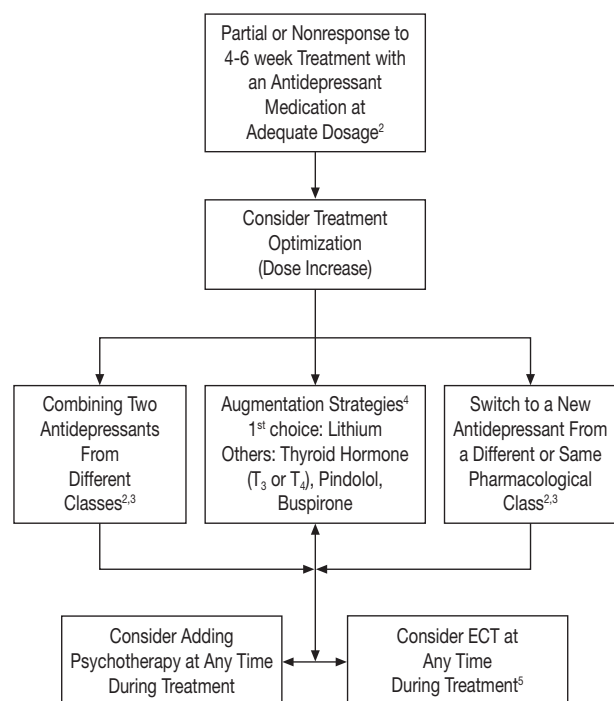 Partial or Nonresponse to
4-6 week Treatment with
an Antidepressant
Medication at
Adequate Dosage²
Consider Treatment
Optimization
(Dose Increase)
Combining Two
Antidepressants
From
Different
Classes²,³
Augmentation Strategies⁴
1st choice: Lithium
Others: Thyroid Hormone
(T₃ or T₄), Pindolol,
Buspirone
Switch to a New
Antidepressant From
a Different or Same
Pharmacological
Class²,³
Consider Adding
Psychotherapy at Any Time
During Treatment
Consider ECT at
Any Time
During Treatment⁵